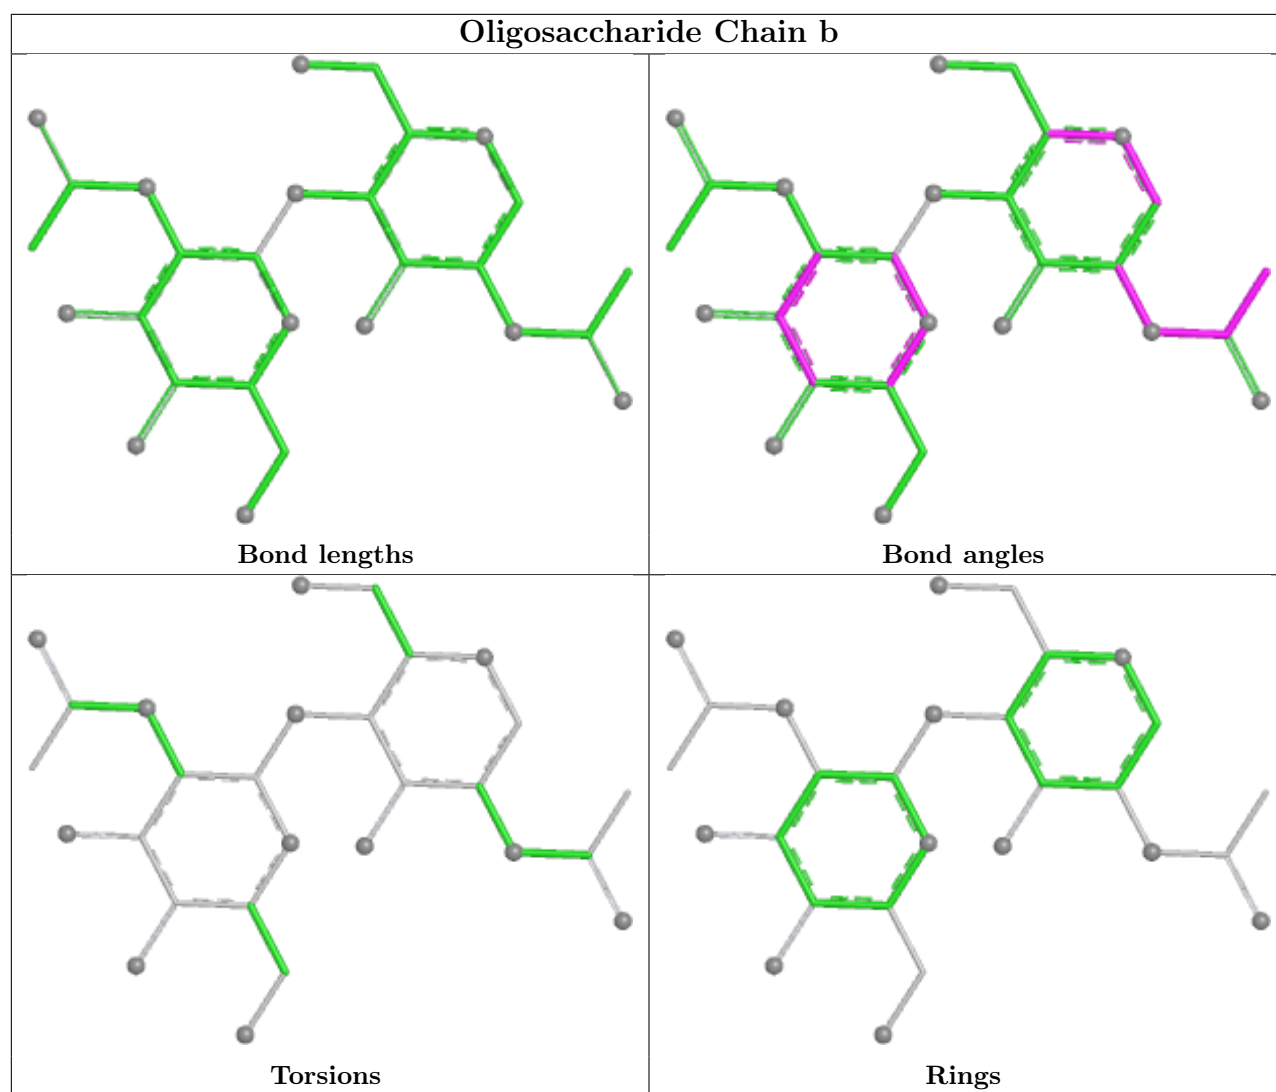 Oligosaccharide Chain b
Bond lengths
Bond angles
Torsions
Rings